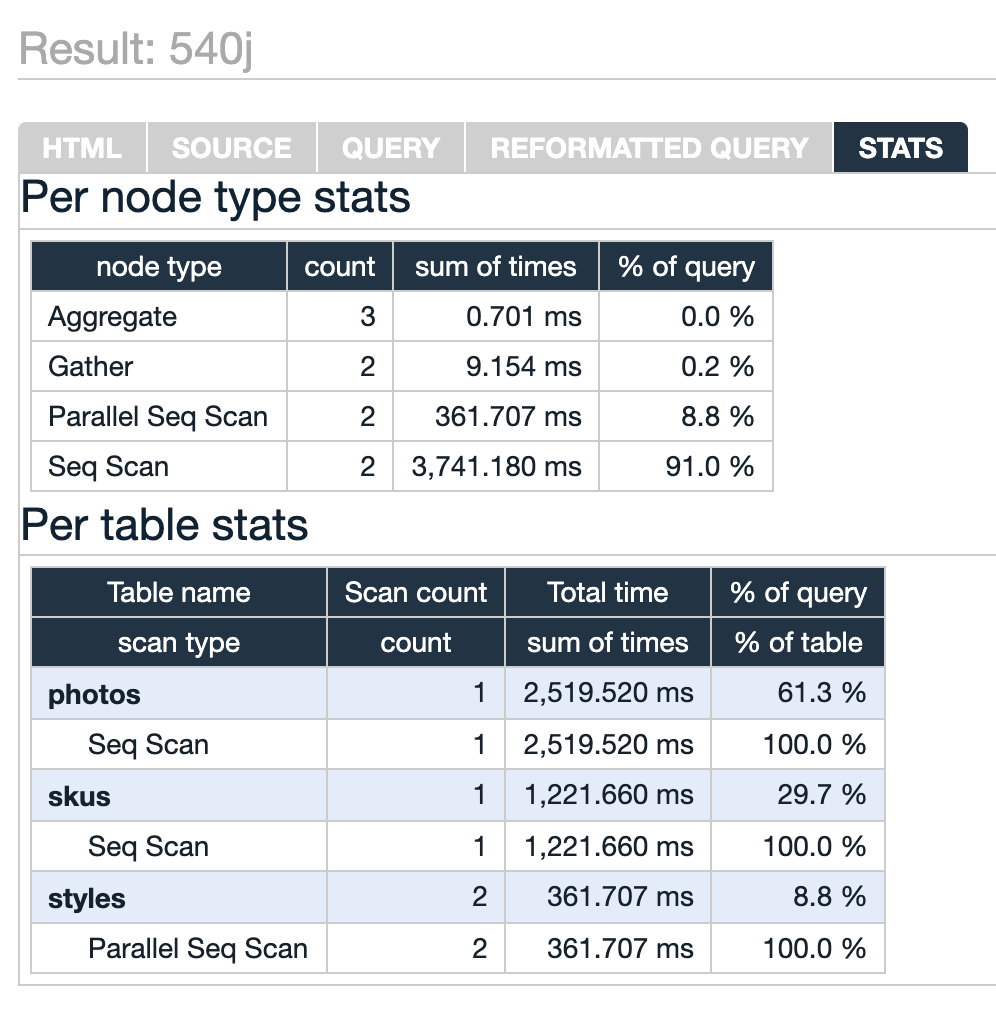 Result: 540j
HTML SOURCE QUERY REFORMATTED QUERY STATS
Per node type stats
node type count sum of times % of query
Aggregate 3 0.701 ms 0.0 %
Gather 2 9.154 ms 0.2 %
Parallel Seq Scan 2 361.707 ms 8.8 %
Seq Scan 2 3,741.180 ms 91.0 %
Per table stats
Table name Scan count Total time % of query
scan type count sum of times % of table
photos 1 2,519.520 ms 61.3 %
Seq Scan 1 2,519.520 ms 100.0 %
skus 1 1,221.660 ms 29.7 %
Seq Scan 1 1,221.660 ms 100.0 %
styles 2 361.707 ms 8.8 %
Parallel Seq Scan 2 361.707 ms 100.0 %